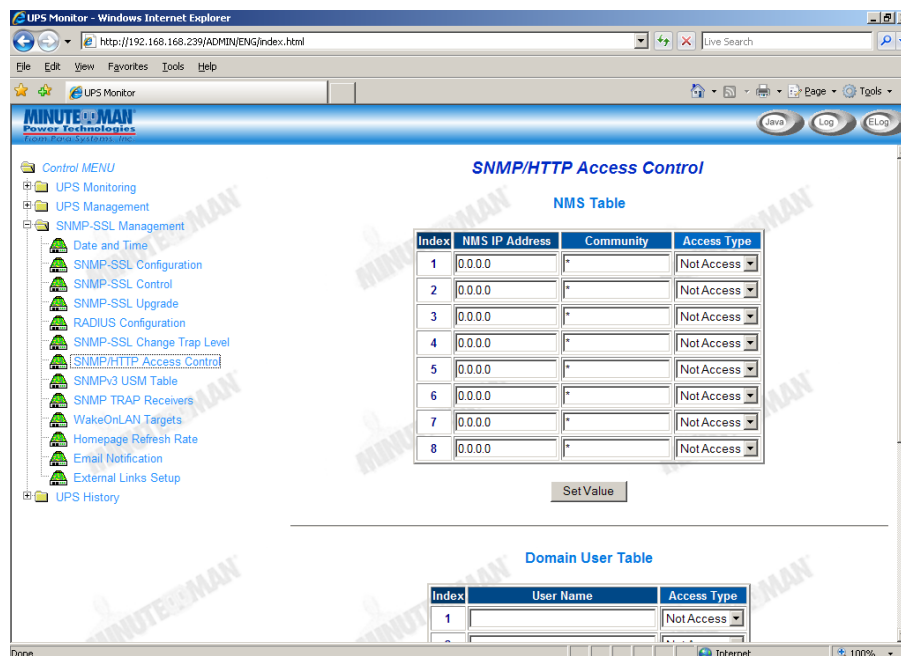 UPS Monitor - Windows Internet Explorer
http://192.168.168.239/ADMIN/ENG/index.html
Live Search
File Edit View Favorites Tools Help
UPS Monitor
Page Tools
MINUTEMAN
Power Technologies
From Para Systems, Inc.
Java Log ELog
Control MENU
UPS Monitoring
UPS Management
SNMP-SSL Management
Date and Time
SNMP-SSL Configuration
SNMP-SSL Control
SNMP-SSL Upgrade
RADIUS Configuration
SNMP-SSL Change Trap Level
SNMP/HTTP Access Control
SNMPv3 USM Table
SNMP TRAP Receivers
WakeOnLAN Targets
Homepage Refresh Rate
Email Notification
External Links Setup
UPS History
SNMP/HTTP Access Control
NMS Table
Index NMS IP Address Community Access Type
1 0.0.0.0 * Not Access
2 0.0.0.0 * Not Access
3 0.0.0.0 * Not Access
4 0.0.0.0 * Not Access
5 0.0.0.0 * Not Access
6 0.0.0.0 * Not Access
7 0.0.0.0 * Not Access
8 0.0.0.0 * Not Access
Set Value
Domain User Table
Index User Name Access Type
1 Not Access
Done Internet 100%